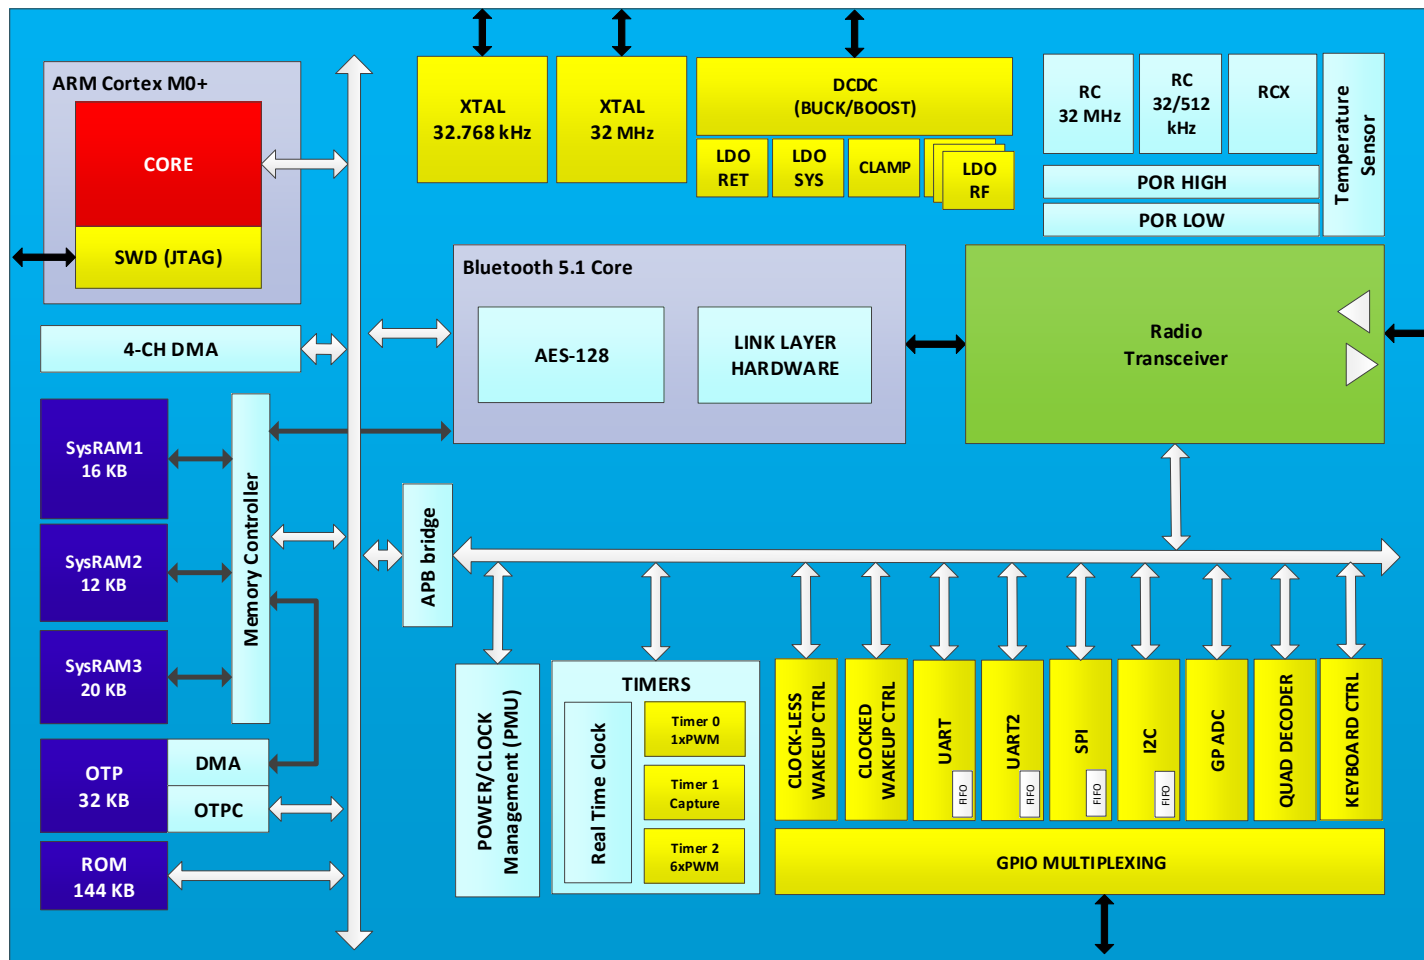 ARM Cortex M0+
CORE
SWD (JTAG)
4-CH DMA
SysRAM1
16 KB
SysRAM2
12 KB
SysRAM3
20 KB
Memory Controller
OTP
32 KB
DMA
OTPC
ROM
144 KB
XTAL
32.768 kHz
XTAL
32 MHz
DCDC
(BUCK/BOOST)
LDO
RET
LDO
SYS
CLAMP
LDO
RF
RC
32 MHz
RC
32/512
kHz
RCX
POR HIGH
POR LOW
Temperature
Sensor
Bluetooth 5.1 Core
AES-128
LINK LAYER
HARDWARE
Radio
Transceiver
APB bridge
POWER/CLOCK
Management (PMU)
TIMERS
Real Time Clock
Timer 0
1xPWM
Timer 1
Capture
Timer 2
6xPWM
CLOCK-LESS
WAKEUP CTRL
CLOCKED
WAKEUP CTRL
UART
FIFO
UART2
FIFO
SPI
FIFO
I2C
FIFO
GP ADC
QUAD DECODER
KEYBOARD CTRL
GPIO MULTIPLEXING